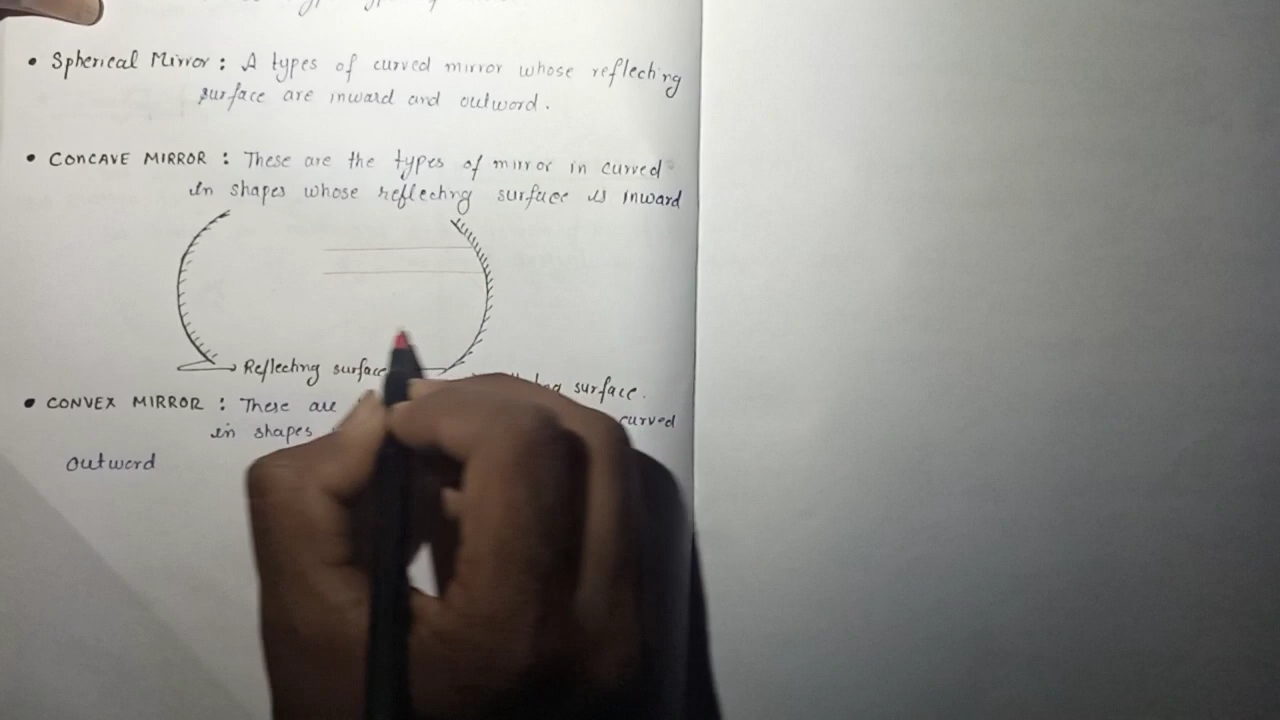 • Spherical Mirror : A types of curved mirror whose reflecting
surface are inward and outword.
• CONCAVE MIRROR : These are the types of mirror in curved
in shapes whose reflecting surface is inward
Reflecting surface
surface.
• CONVEX MIRROR : These are curved
in shapes
outword